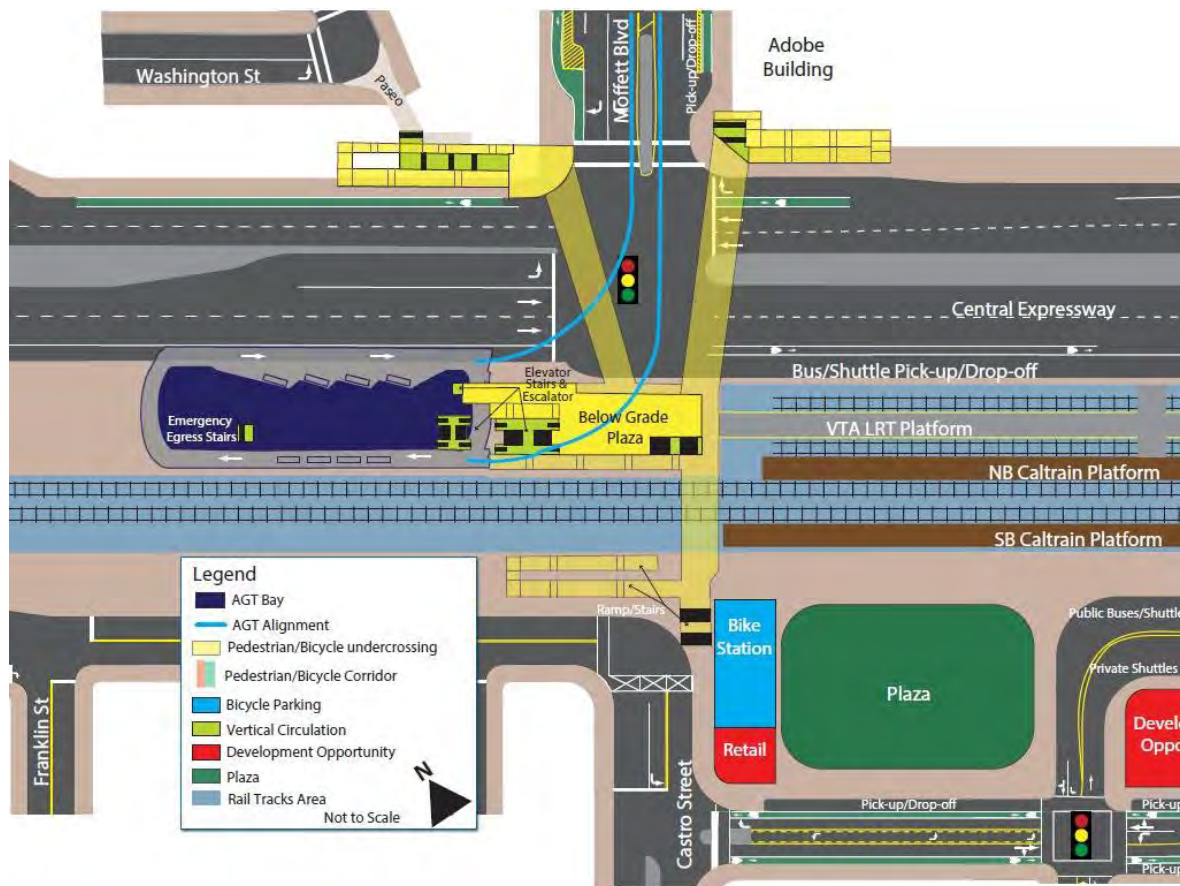 Washington St
Paseo
Moffett Blvd
Pick-up/Drop-off
Adobe
Building
Central Expressway
Bus/Shuttle Pick-up/Drop-off
Elevator
Stairs &
Escalator
Emergency
Egress Stairs
Below Grade
Plaza
VTA LRT Platform
NB Caltrain Platform
SB Caltrain Platform
Ramp/Stairs
Legend
AGT Bay
AGT Alignment
Pedestrian/Bicycle undercrossing
Pedestrian/Bicycle Corridor
Bicycle Parking
Vertical Circulation
Development Opportunity
Plaza
Rail Tracks Area
Not to Scale
N
Franklin St
Castro Street
Bike
Station
Retail
Plaza
Public Buses/Shuttle
Private Shuttles
Develo
Oppo
Pick-up/Drop-off
Pick-up
Pick-up